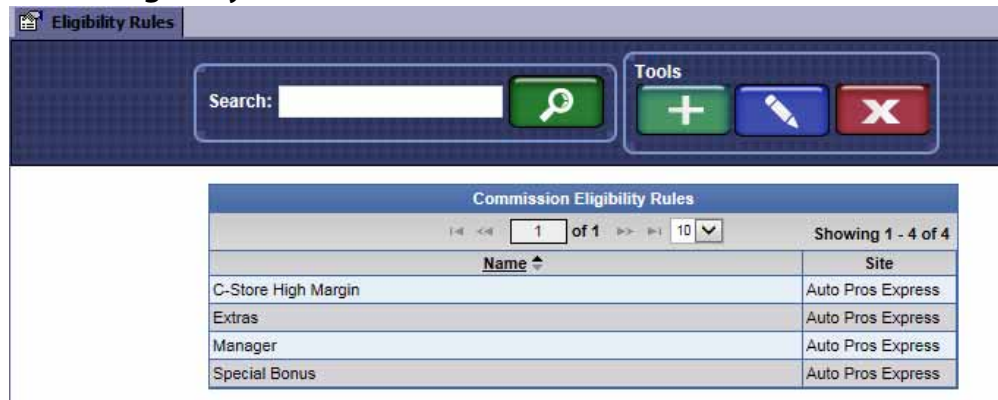 Eligibility Rules
Search:
Tools
Commission Eligibility Rules
1 of 1 10 Showing 1 - 4 of 4
Name Site
C-Store High Margin Auto Pros Express
Extras Auto Pros Express
Manager Auto Pros Express
Special Bonus Auto Pros Express